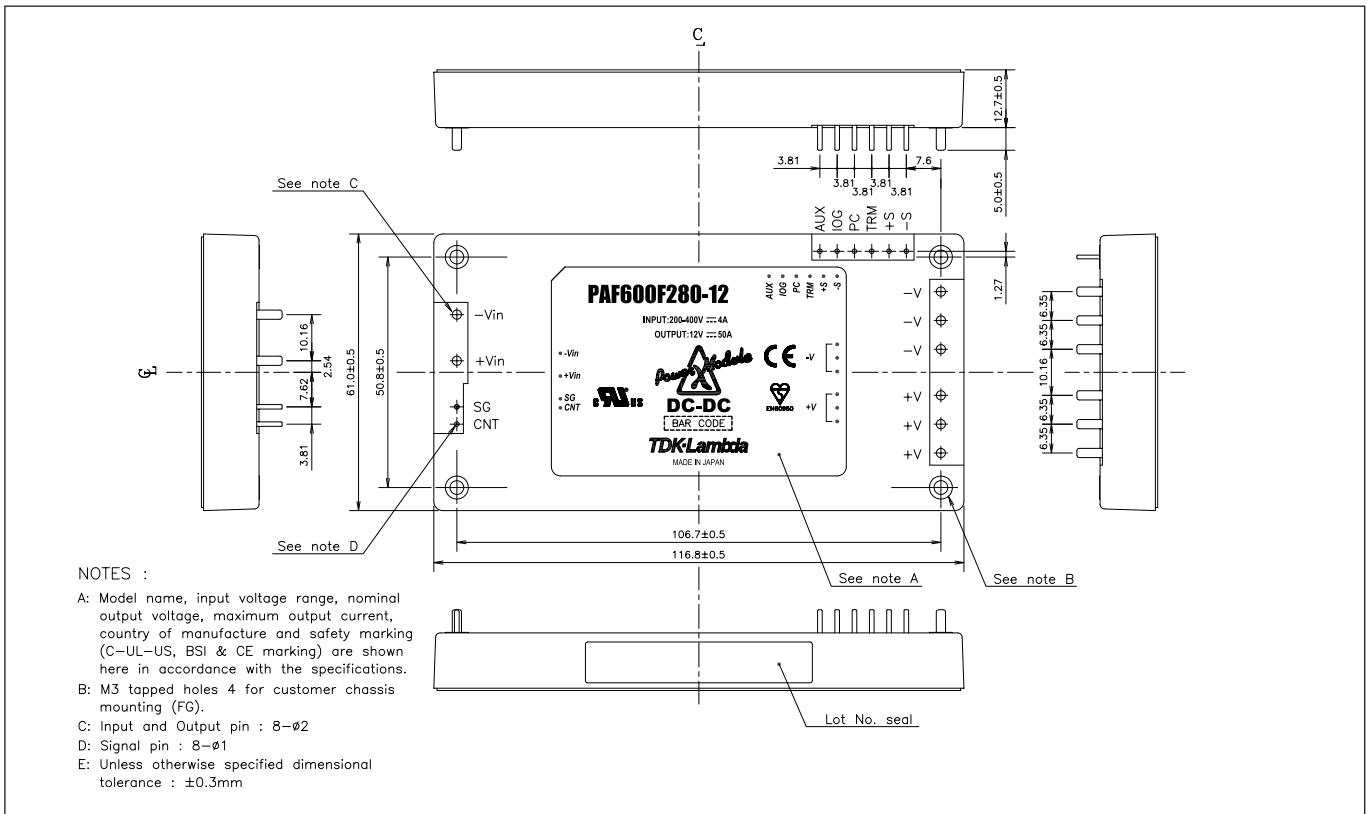 C̲L
12.7±0.5
5.0±0.5
3.81
3.81
3.81
3.81
3.81
7.6
See note C
AUX
IOG
PC
TRM
+S
-S
1.27
C̲L
10.16
2.54
7.62
3.81
61.0±0.5
50.8±0.5
-Vin
+Vin
SG
CNT
PAF600F280-12
AUX
IOG
PC
TRM
+S
-S
INPUT:200-400V ⎓ 4A
OUTPUT:12V ⎓ 50A
-Vin
+Vin
SG
CNT
Power Module
X
DC-DC
BAR CODE
TDK·Lambda
MADE IN JAPAN
C RU US
CE
EN60950
-V
+V
-V
-V
-V
+V
+V
+V
6.35
6.35
10.16
6.35
6.35
See note D
106.7±0.5
116.8±0.5
See note A
See note B
Lot No. seal
NOTES :
A: Model name, input voltage range, nominal
output voltage, maximum output current,
country of manufacture and safety marking
(C-UL-US, BSI & CE marking) are shown
here in accordance with the specifications.
B: M3 tapped holes 4 for customer chassis
mounting (FG).
C: Input and Output pin : 8-ø2
D: Signal pin : 8-ø1
E: Unless otherwise specified dimensional
tolerance : ±0.3mm